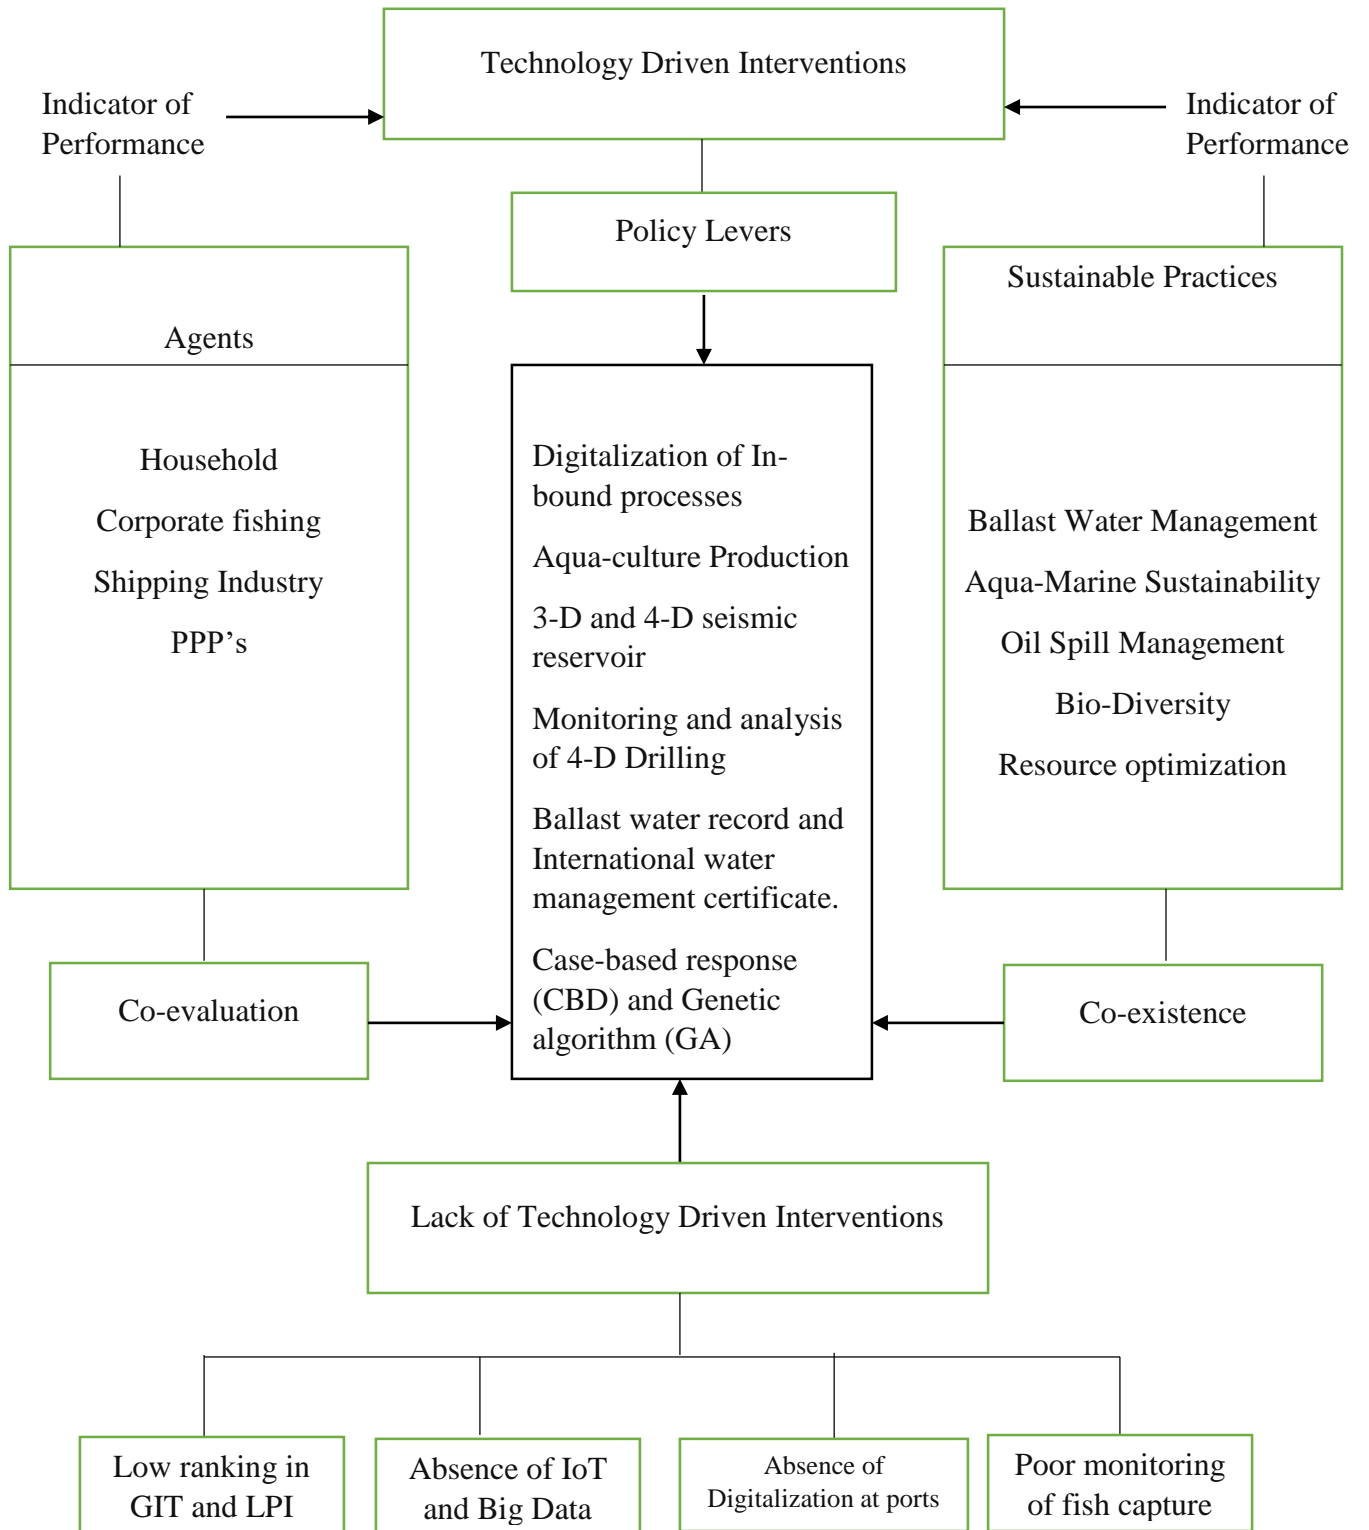 Technology Driven Interventions
Indicator of
Performance
Indicator of
Performance
Policy Levers
Agents
Household
Corporate fishing
Shipping Industry
PPP’s
Sustainable Practices
Ballast Water Management
Aqua-Marine Sustainability
Oil Spill Management
Bio-Diversity
Resource optimization
Digitalization of In-
bound processes
Aqua-culture Production
3-D and 4-D seismic
reservoir
Monitoring and analysis
of 4-D Drilling
Ballast water record and
International water
management certificate.
Case-based response
(CBD) and Genetic
algorithm (GA)
Co-evaluation
Co-existence
Lack of Technology Driven Interventions
Low ranking in
GIT and LPI
Absence of IoT
and Big Data
Absence of
Digitalization at ports
Poor monitoring
of fish capture